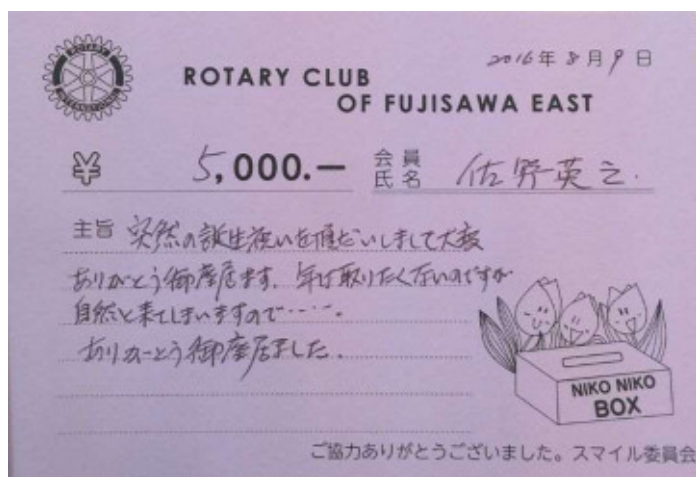 2016年8月9日
ROTARY INTERNATIONAL
ROTARY CLUB
OF FUJISAWA EAST
¥ 5,000.—
会員氏名 佐野英之.
主旨 突然の誕生祝いを頂だいしまして大変
ありがとう御座居ます、年は取りたくないのですが
自然と来てしまいますので‥‥。
ありがとう御座居ました.
NIKO NIKO
BOX
ご協力ありがとうございました。スマイル委員会